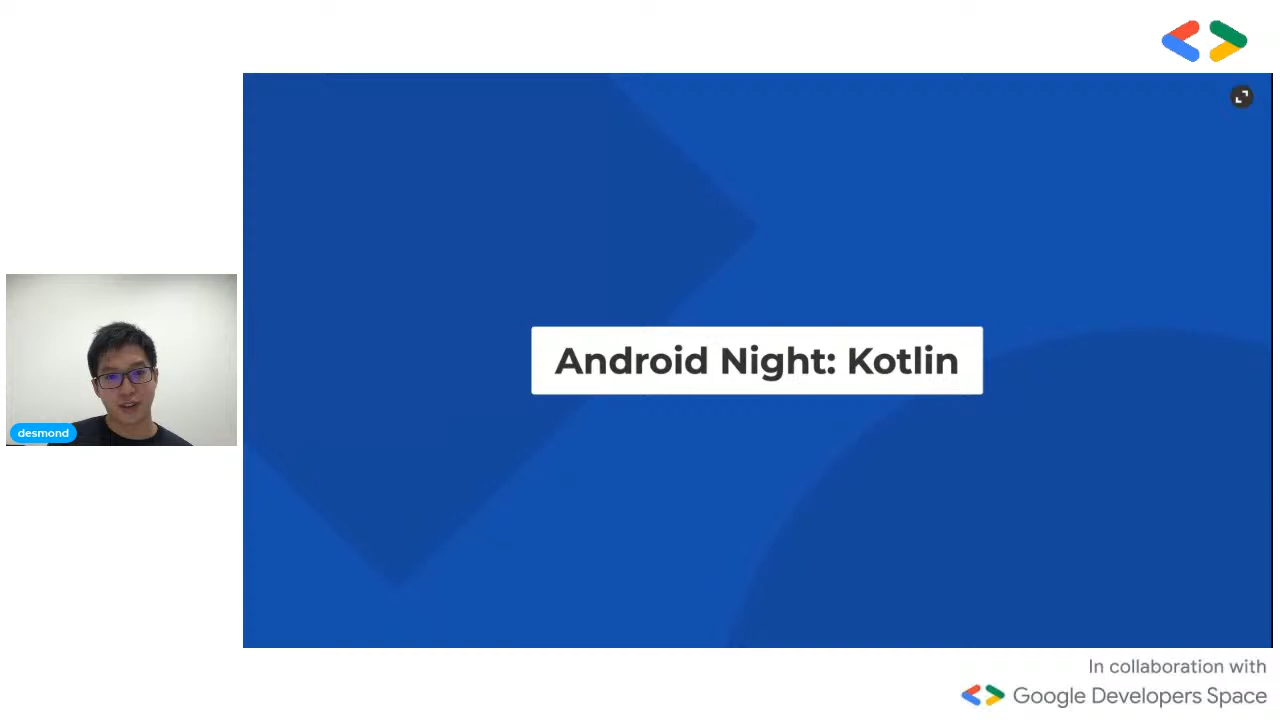 Android Night: Kotlin
desmond
In collaboration with
Google Developers Space